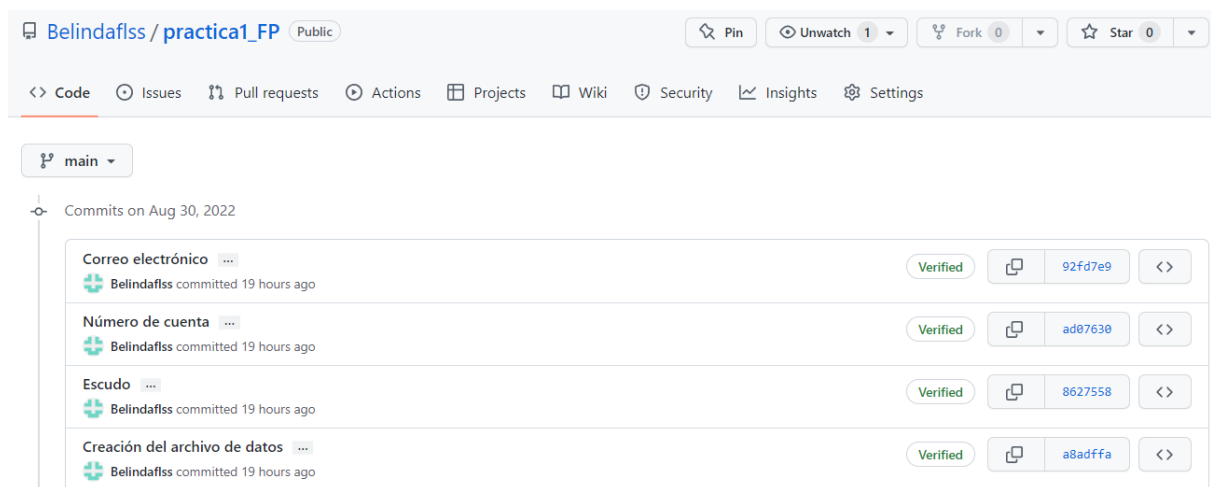 Belindaflss / practica1_FP Public Pin Unwatch 1 Fork 0 Star 0
<> Code Issues Pull requests Actions Projects Wiki Security Insights Settings
main
Commits on Aug 30, 2022
Correo electrónico ...
Belindaflss committed 19 hours ago
Verified 92fd7e9 <>
Número de cuenta ...
Belindaflss committed 19 hours ago
Verified ad07630 <>
Escudo ...
Belindaflss committed 19 hours ago
Verified 8627558 <>
Creación del archivo de datos ...
Belindaflss committed 19 hours ago
Verified a8adffa <>